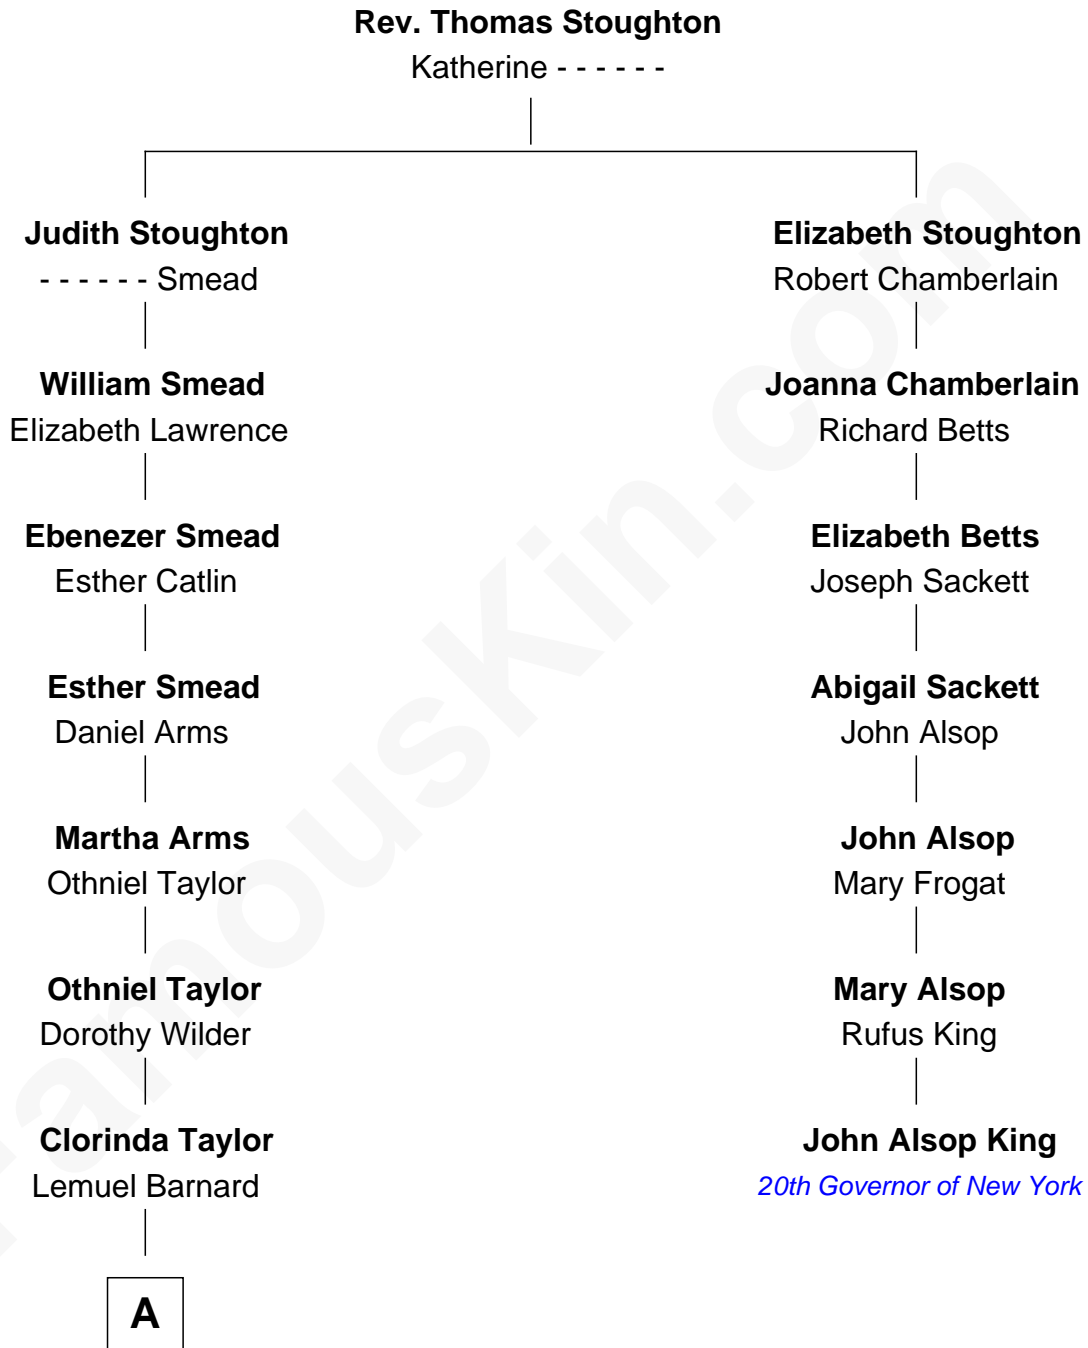 Rev. Thomas Stoughton
Katherine - - - - - -
Judith Stoughton
- - - - - - Smead
William Smead
Elizabeth Lawrence
Ebenezer Smead
Esther Catlin
Esther Smead
Daniel Arms
Martha Arms
Othniel Taylor
Othniel Taylor
Dorothy Wilder
Clorinda Taylor
Lemuel Barnard
A
Elizabeth Stoughton
Robert Chamberlain
Joanna Chamberlain
Richard Betts
Elizabeth Betts
Joseph Sackett
Abigail Sackett
John Alsop
John Alsop
Mary Frogat
Mary Alsop
Rufus King
John Alsop King
20th Governor of New York
FamousKin.com